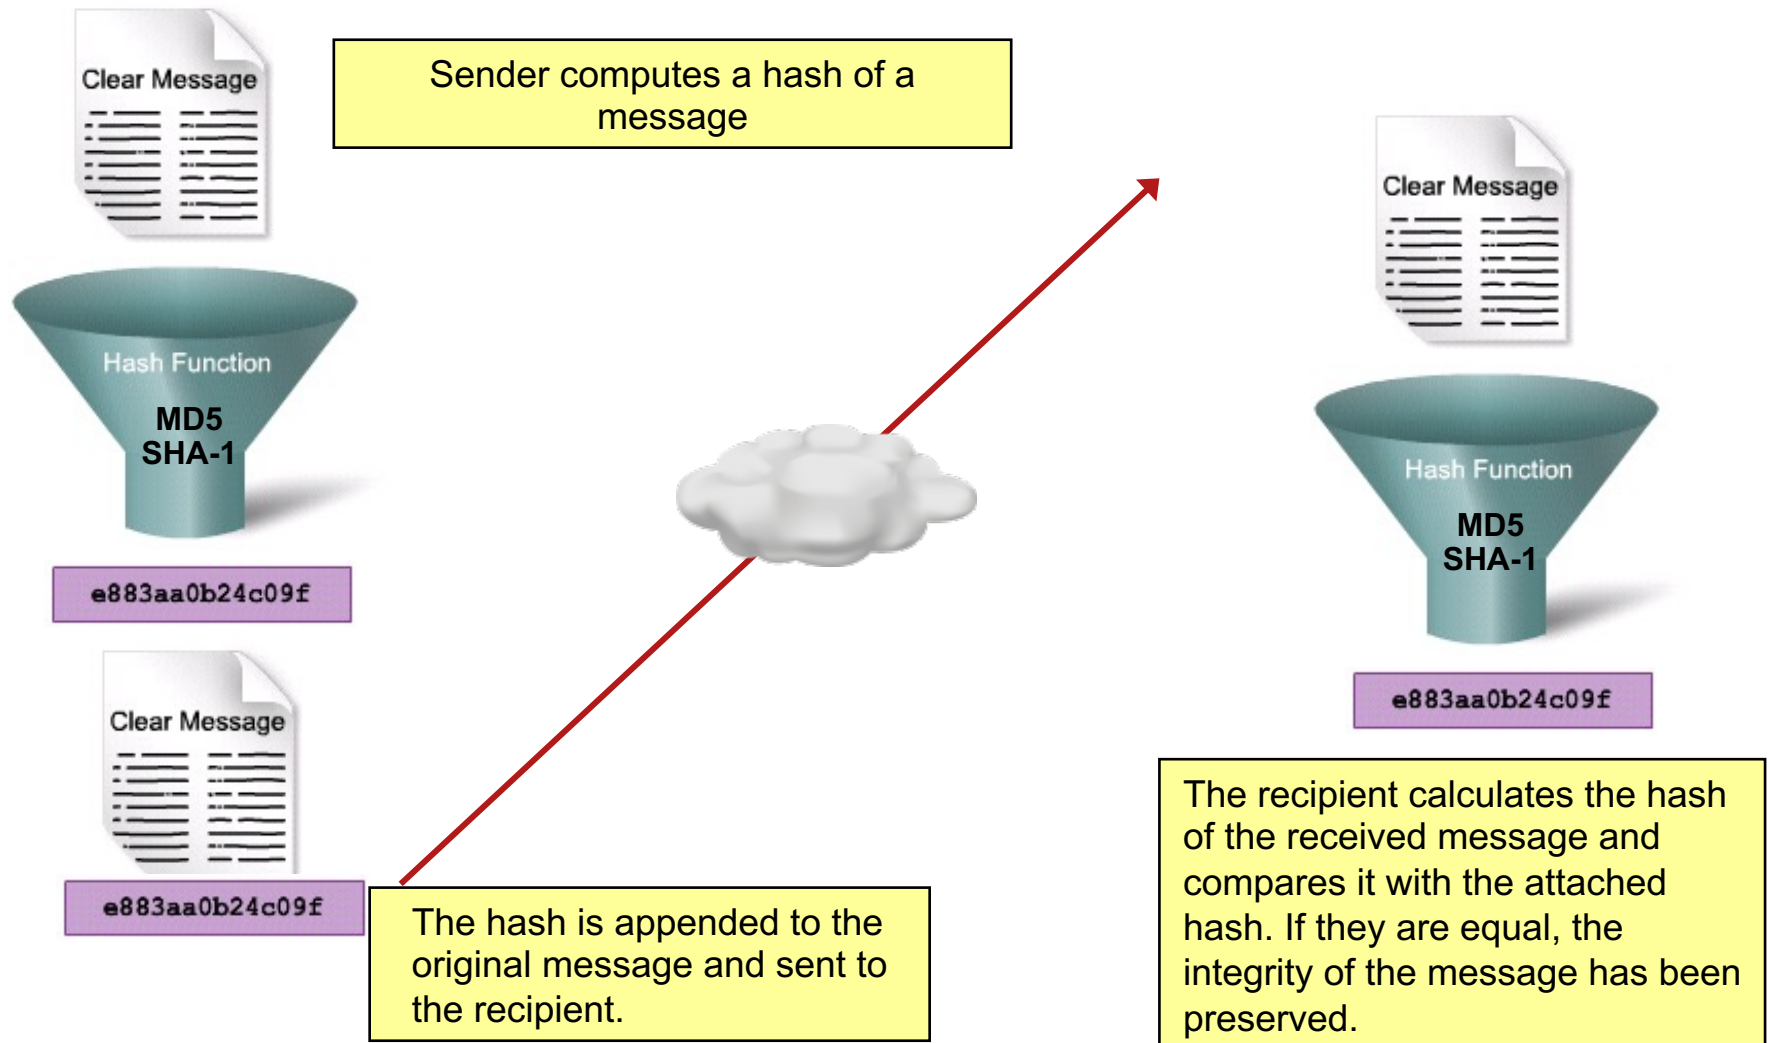 Clear Message
Sender computes a hash of a
message
Hash Function
MD5
SHA-1
e883aa0b24c09f
Clear Message
e883aa0b24c09f
The hash is appended to the
original message and sent to
the recipient.
Clear Message
Hash Function
MD5
SHA-1
e883aa0b24c09f
The recipient calculates the hash
of the received message and
compares it with the attached
hash. If they are equal, the
integrity of the message has been
preserved.